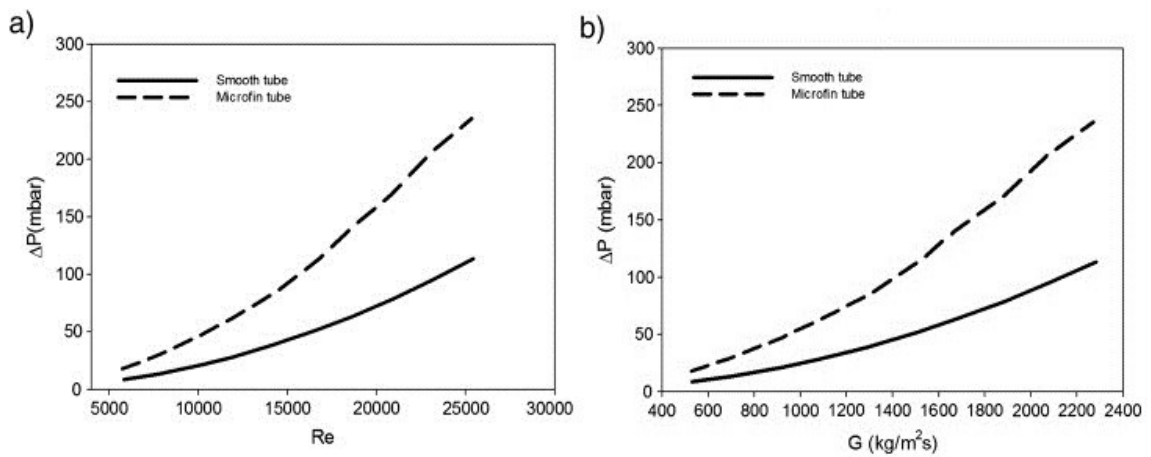 a)
300
250
200
150
100
50
0
ΔP(mbar)
Smooth tube
Microfin tube
5000 10000 15000 20000 25000 30000
Re
b)
300
250
200
150
100
50
0
ΔP (mbar)
Smooth tube
Microfin tube
400 600 800 1000 1200 1400 1600 1800 2000 2200 2400
G (kg/m²s)